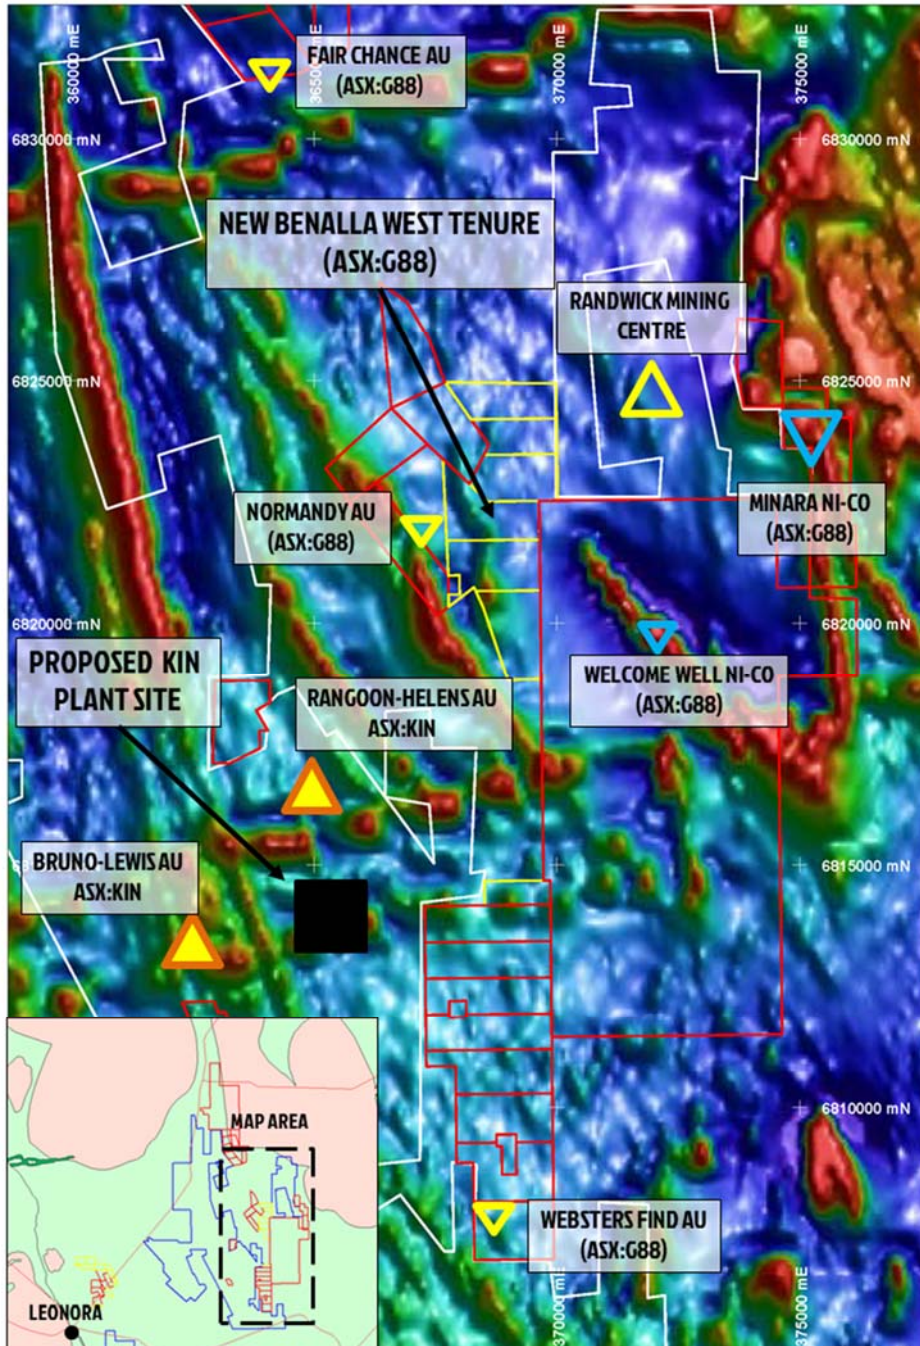 360000 mE
365000 mE
370000 mE
375000 mE
FAIR CHANCE AU
(ASX:G88)
6830000 mN
6830000 mN
NEW BENALLA WEST TENURE
(ASX:G88)
RANDWICK MINING
CENTRE
6825000 mN
6825000 mN
NORMANDY AU
(ASX:G88)
MINARA NI-CO
(ASX:G88)
6820000 mN
6820000 mN
PROPOSED KIN
PLANT SITE
WELCOME WELL NI-CO
(ASX:G88)
RANGOON-HELENS AU
ASX:KIN
BRUNO-LEWIS AU
ASX:KIN
6815000 mN
MAP AREA
6810000 mN
WEBSTERS FIND AU
(ASX:G88)
LEONORA
370000 mE
375000 mE